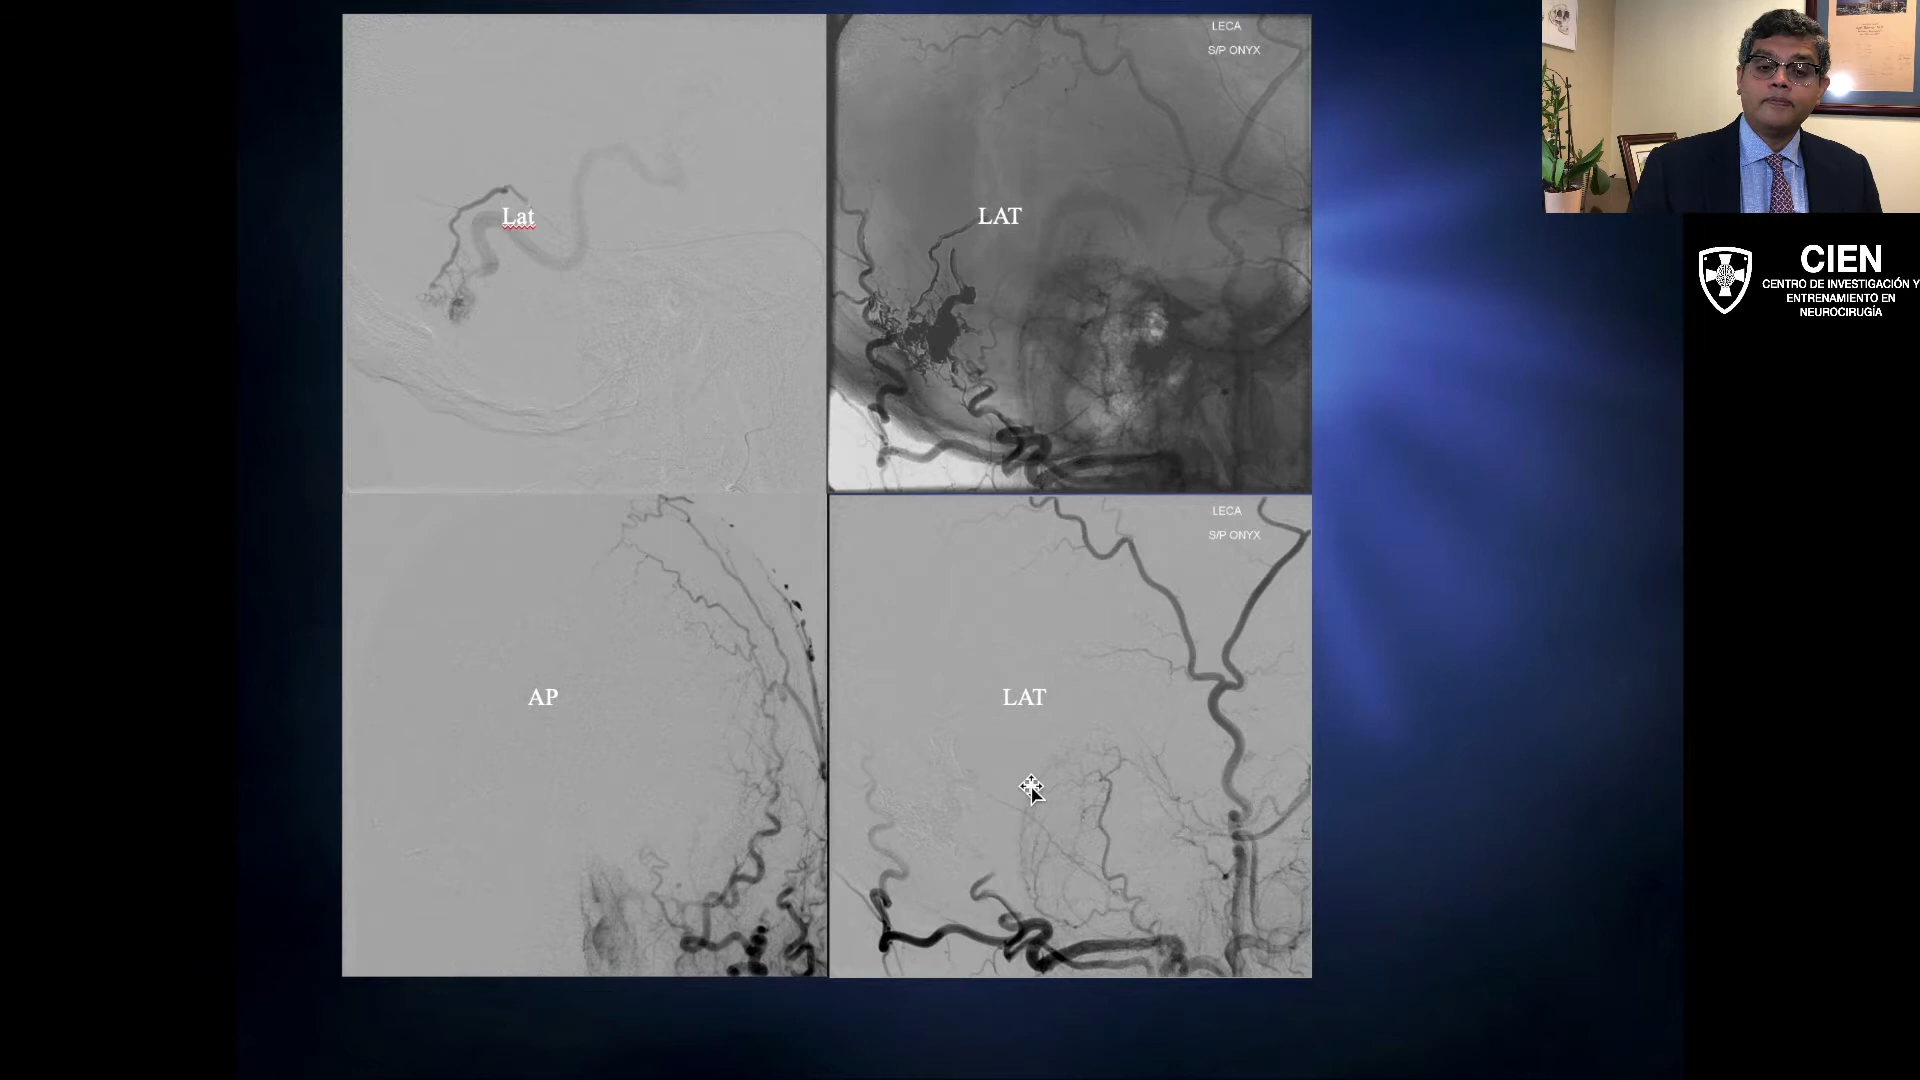 LECA
S/P ONYX
Lat
LAT
LECA
S/P ONYX
AP
LAT
CIEN
CENTRO DE INVESTIGACIÓN Y
ENTRENAMIENTO EN
NEUROCIRUGÍA